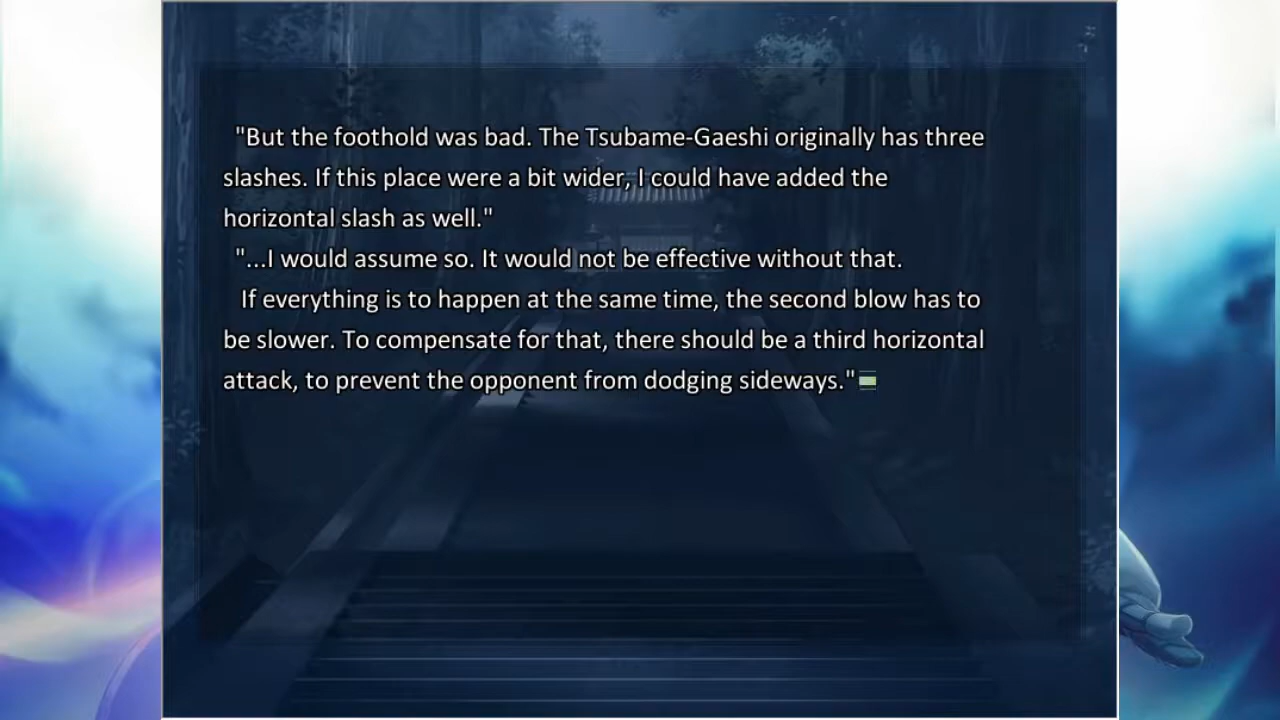 "But the foothold was bad. The Tsubame-Gaeshi originally has three
slashes. If this place were a bit wider, I could have added the
horizontal slash as well."
"...I would assume so. It would not be effective without that.
If everything is to happen at the same time, the second blow has to
be slower. To compensate for that, there should be a third horizontal
attack, to prevent the opponent from dodging sideways."